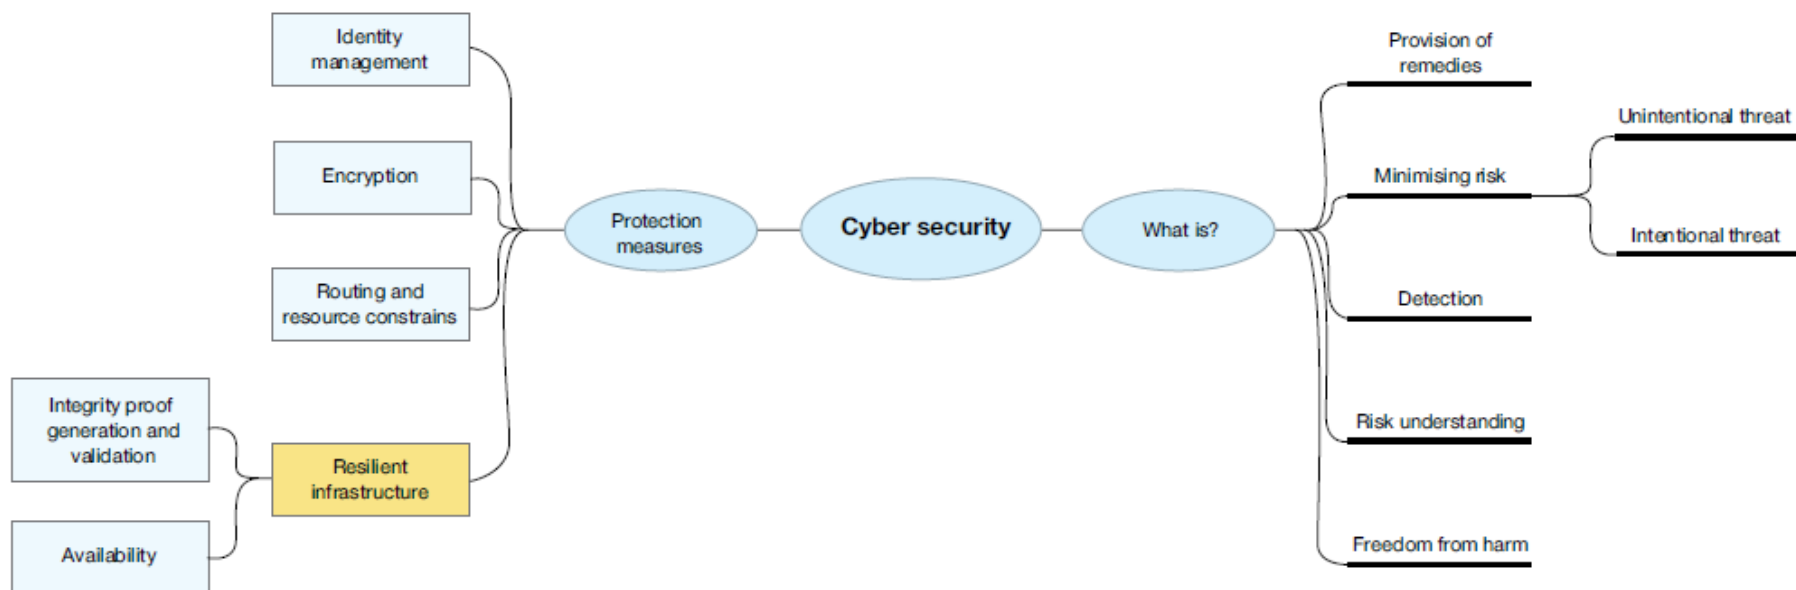 Identity
management
Encryption
Routing and
resource constrains
Integrity proof
generation and
validation
Resilient
infrastructure
Availability
Protection
measures
Cyber security
What is?
Provision of
remedies
Minimising risk
Unintentional threat
Intentional threat
Detection
Risk understanding
Freedom from harm